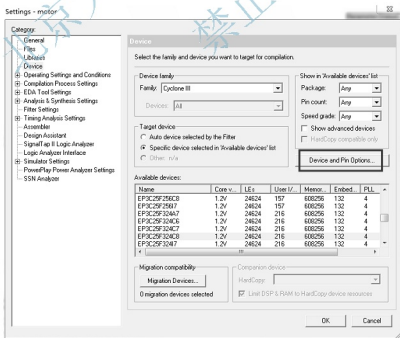 Settings - motor
Category:
General
Files
Libraries
Device
Operating Settings and Conditions
Compilation Process Settings
EDA Tool Settings
Analysis & Synthesis Settings
Fitter Settings
Timing Analysis Settings
Assembler
Design Assistant
SignalTap II Logic Analyzer
Logic Analyzer Interface
Simulator Settings
PowerPlay Power Analyzer Settings
SSN Analyzer
Device
Select the family and device you want to target for compilation.
Device family
Family: Cyclone III
Devices: All
Target device
Auto device selected by the Fitter
Specific device selected in 'Available devices' list
Other: n/a
Show in 'Available devices' list
Package: Any
Pin count: Any
Speed grade: Any
Show advanced devices
HardCopy compatible only
Device and Pin Options...
Available devices:
Name Core v... LEs User I/... Memor... Embed... PLL
EP3C25F256C8 1.2V 24624 157 608256 132 4
EP3C25F256I7 1.2V 24624 157 608256 132 4
EP3C25F324A7 1.2V 24624 216 608256 132 4
EP3C25F324C6 1.2V 24624 216 608256 132 4
EP3C25F324C7 1.2V 24624 216 608256 132 4
EP3C25F324C8 1.2V 24624 216 608256 132 4
EP3C25F324I7 1.2V 24624 216 608256 132 4
Migration compatibility
Migration Devices...
0 migration devices selected
Companion device
HardCopy:
Limit DSP & RAM to HardCopy device resources
OK Cancel